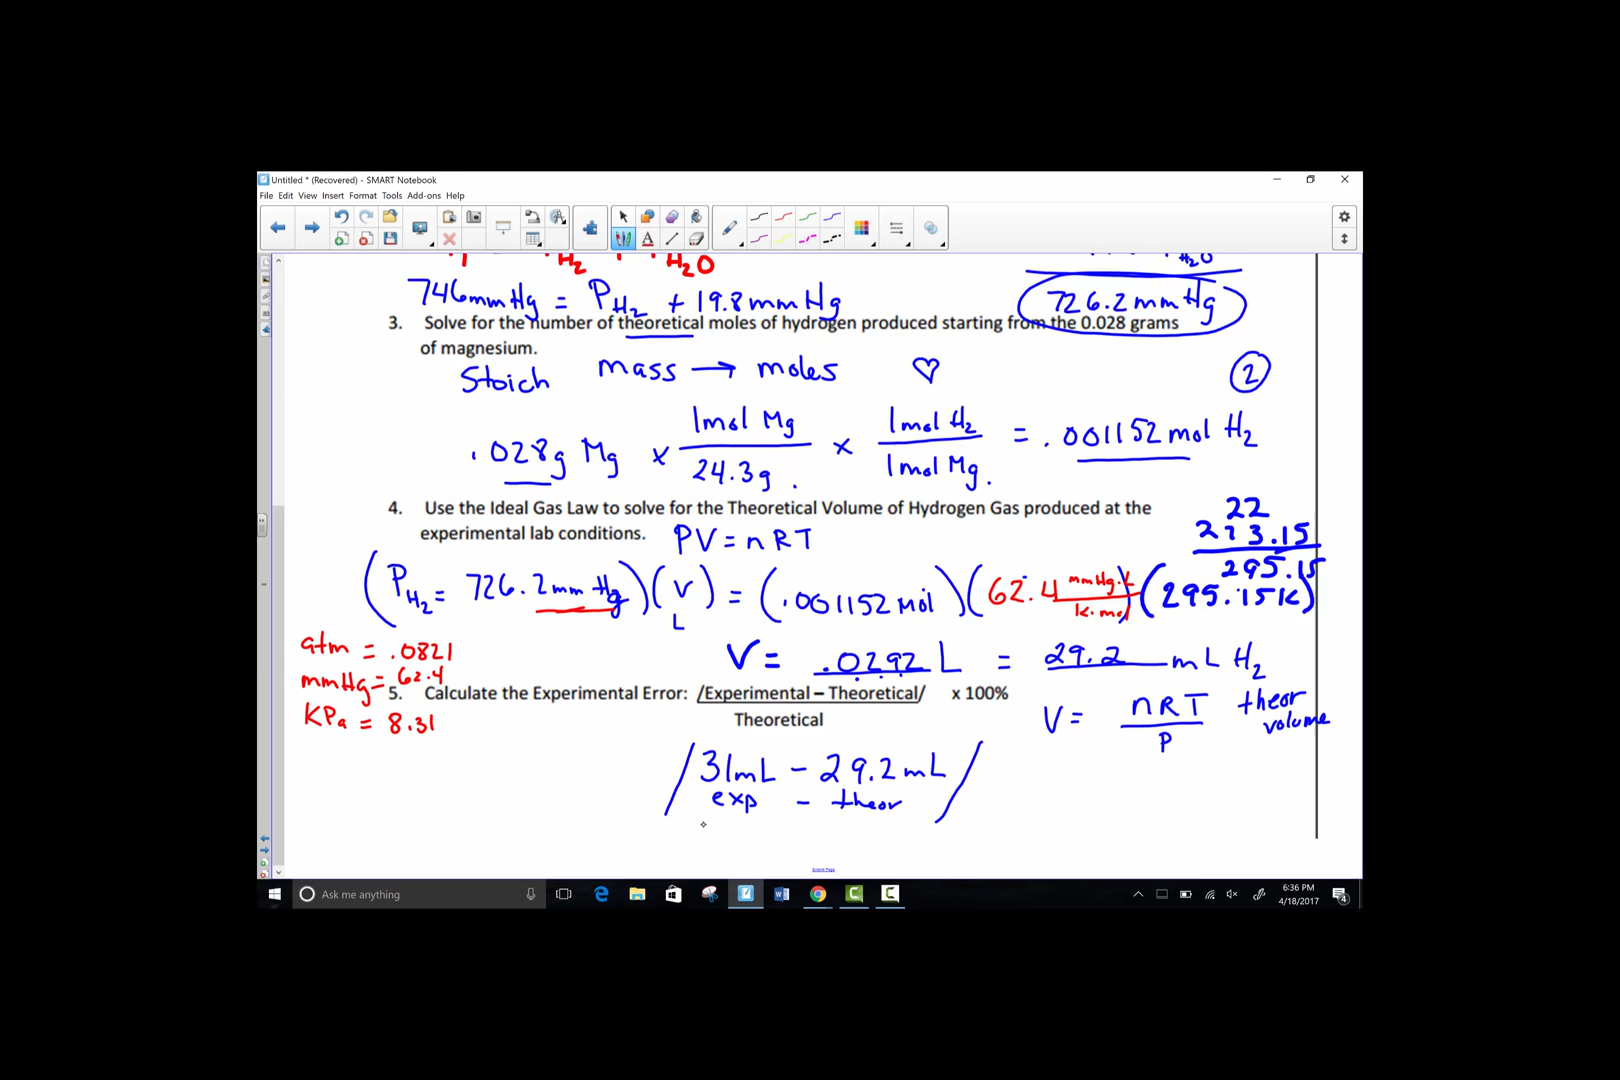 Untitled * (Recovered) - SMART Notebook
File Edit View Insert Format Tools Add-ons Help
H2 H2O H2O
746mmHg = PH2 + 19.8mmHg 726.2mmHg
3. Solve for the number of theoretical moles of hydrogen produced starting from the 0.028 grams
of magnesium.
Stoich mass → moles ♡ 2
.028g Mg x 1mol Mg / 24.3g. x 1mol H2 / 1mol Mg. = .001152 mol H2
4. Use the Ideal Gas Law to solve for the Theoretical Volume of Hydrogen Gas produced at the
experimental lab conditions. PV = nRT
22
273.15
295.15
(PH2 = 726.2mmHg)(V L) = (.001152 mol)(62.4 mmHg·L / K·mol)(295.15K)
atm = .0821
mmHg = 62.4
KPa = 8.31
V = .0292 L = 29.2 mL H2
5. Calculate the Experimental Error: /Experimental – Theoretical/ x 100%
Theoretical
V = nRT / P theor volume
/31mL - 29.2mL/
exp - theor
Ask me anything
6:36 PM
4/18/2017
4